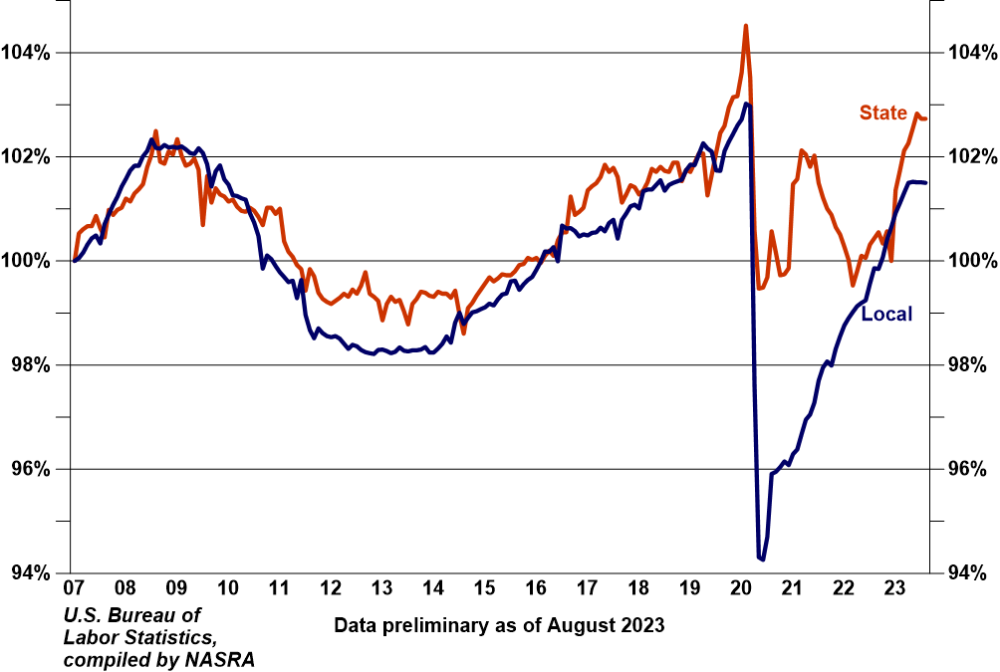 104% 104%
State
102% 102%
100% 100%
Local
98% 98%
96% 96%
94% 94%
07 08 09 10 11 12 13 14 15 16 17 18 19 20 21 22 23
U.S. Bureau of
Labor Statistics,
compiled by NASRA
Data preliminary as of August 2023